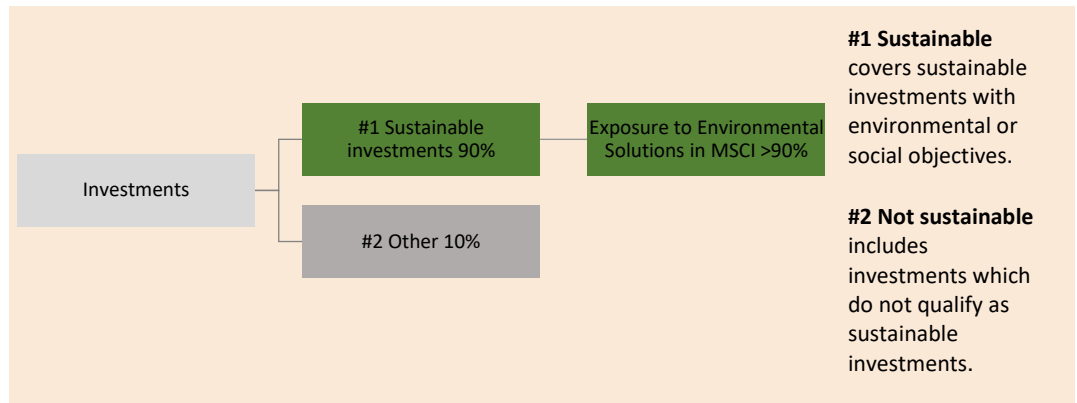 Investments
#1 Sustainable
investments 90%
Exposure to Environmental
Solutions in MSCI >90%
#2 Other 10%
#1 Sustainable
covers sustainable
investments with
environmental or
social objectives.
#2 Not sustainable
includes
investments which
do not qualify as
sustainable
investments.